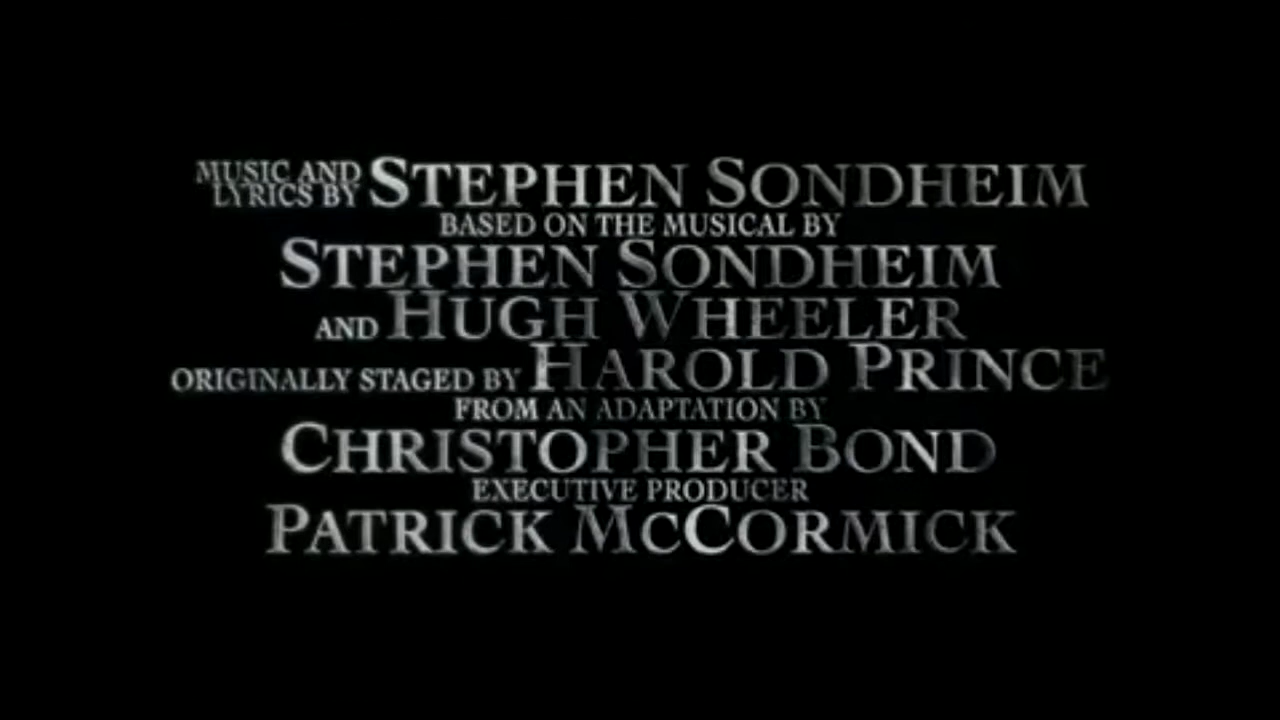 MUSIC AND LYRICS BY STEPHEN SONDHEIM
BASED ON THE MUSICAL BY
STEPHEN SONDHEIM
AND HUGH WHEELER
ORIGINALLY STAGED BY HAROLD PRINCE
FROM AN ADAPTATION BY
CHRISTOPHER BOND
EXECUTIVE PRODUCER
PATRICK MCCORMICK